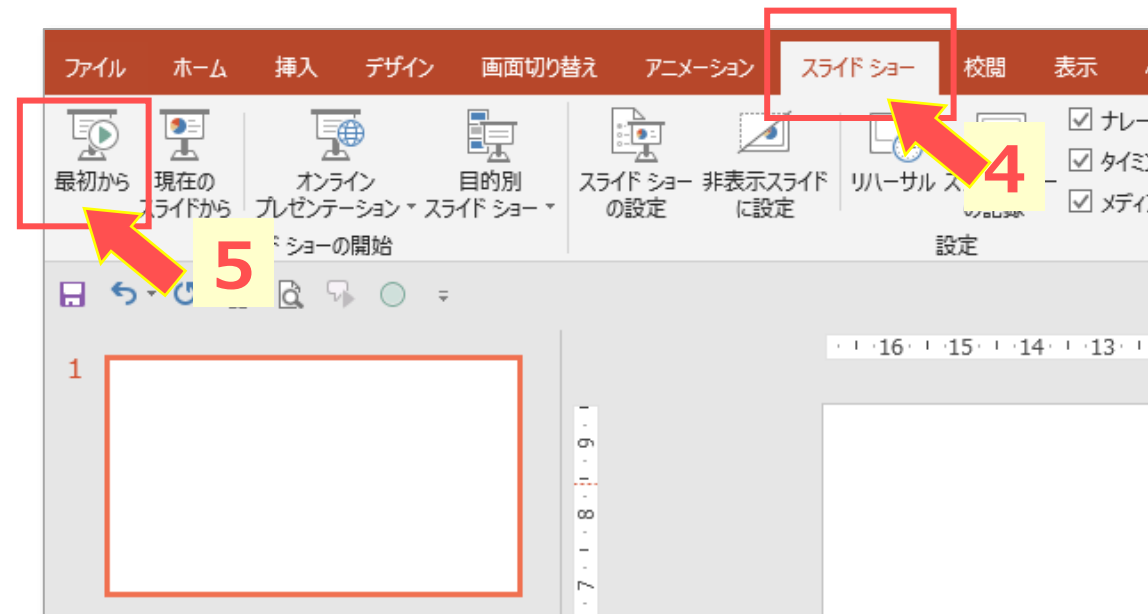 ファイル ホーム 挿入 デザイン 画面切り替え アニメーション スライド ショー 校閲 表示
最初から 現在の スライドから オンライン プレゼンテーション 目的別 スライド ショー スライド ショー の設定 非表示スライド に設定 リハーサル
ナレー
タイミン
メディ
4
5
ショーの開始
設定
1
16 15 14 13
9
8
7